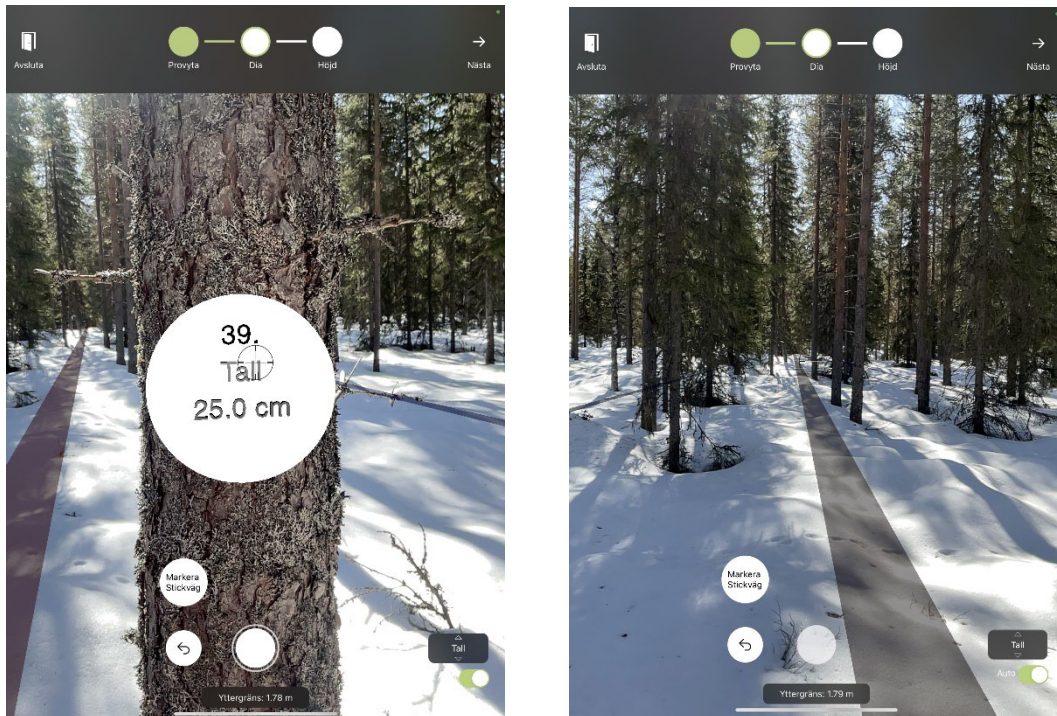 Avsluta
Provyta
Dia
Höjd
Nästa
39.
Tall
25.0 cm
Markera
Stickväg
Tall
Yttergräns: 1.78 m
Avsluta
Provyta
Dia
Höjd
Nästa
Markera
Stickväg
Tall
Auto
Yttergräns: 1.79 m